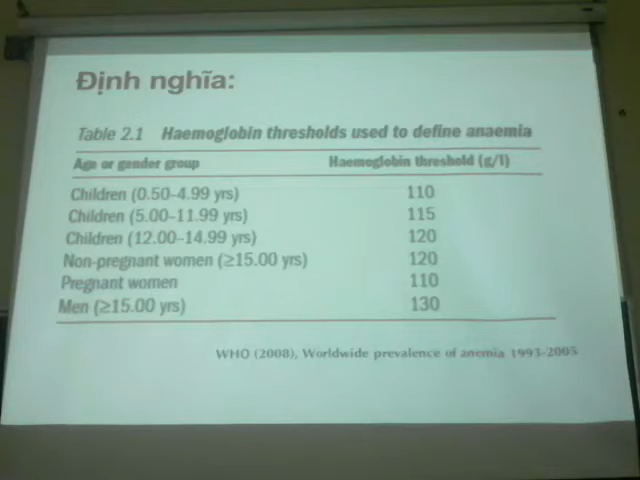 Định nghĩa:
Table 2.1 Haemoglobin thresholds used to define anaemia
Age or gender group Haemoglobin threshold (g/l)
Children (0.50–4.99 yrs) 110
Children (5.00–11.99 yrs) 115
Children (12.00–14.99 yrs) 120
Non-pregnant women (≥15.00 yrs) 120
Pregnant women 110
Men (≥15.00 yrs) 130
WHO (2008), Worldwide prevalence of anemia 1993-2005